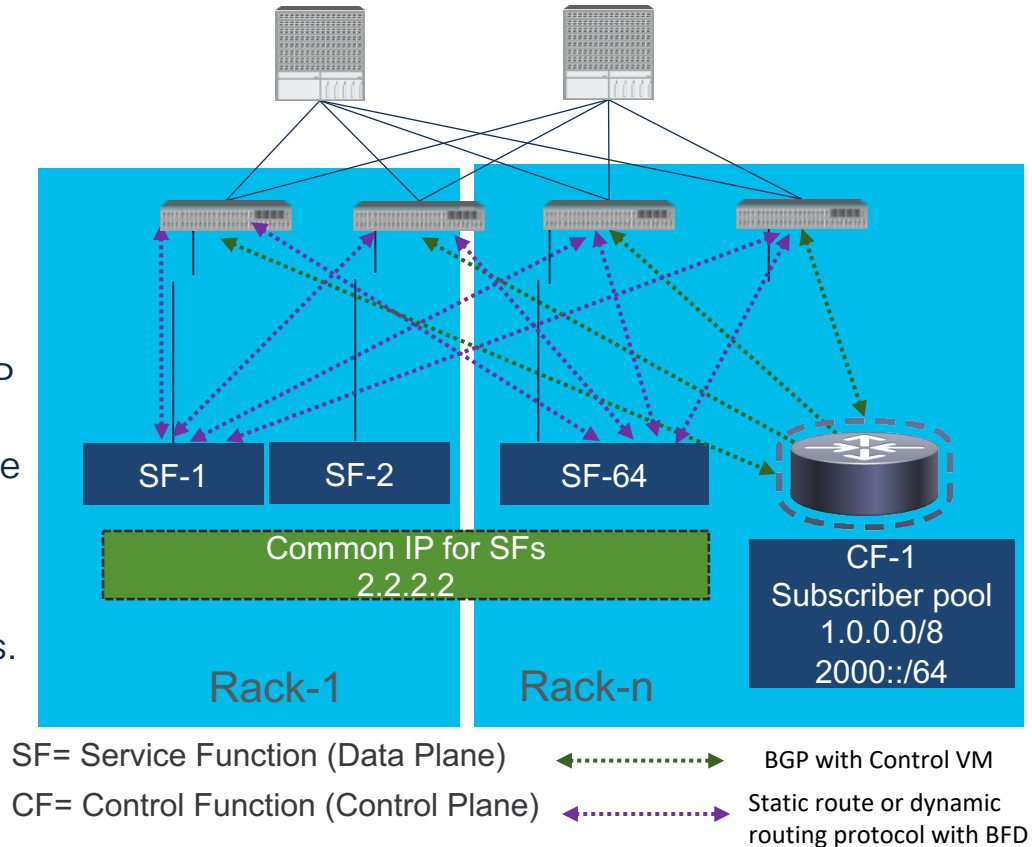 P
e
s.
SF-1
SF-2
SF-64
Common IP for SFs
2.2.2.2
CF-1
Subscriber pool
1.0.0.0/8
2000::/64
Rack-1
Rack-n
SF= Service Function (Data Plane)
BGP with Control VM
CF= Control Function (Control Plane)
Static route or dynamic
routing protocol with BFD